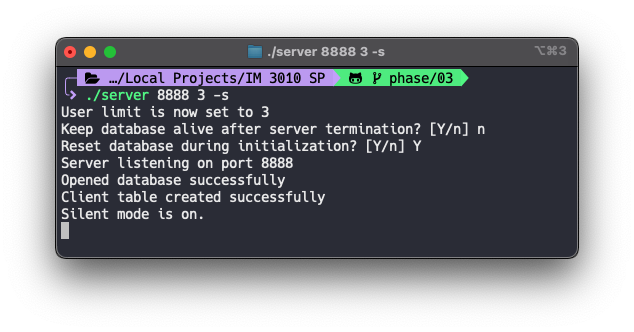 ./server 8888 3 -s
⌥⌘3
…/Local Projects/IM 3010 SP phase/03
./server 8888 3 -s
User limit is now set to 3
Keep database alive after server termination? [Y/n] n
Reset database during initialization? [Y/n] Y
Server listening on port 8888
Opened database successfully
Client table created successfully
Silent mode is on.